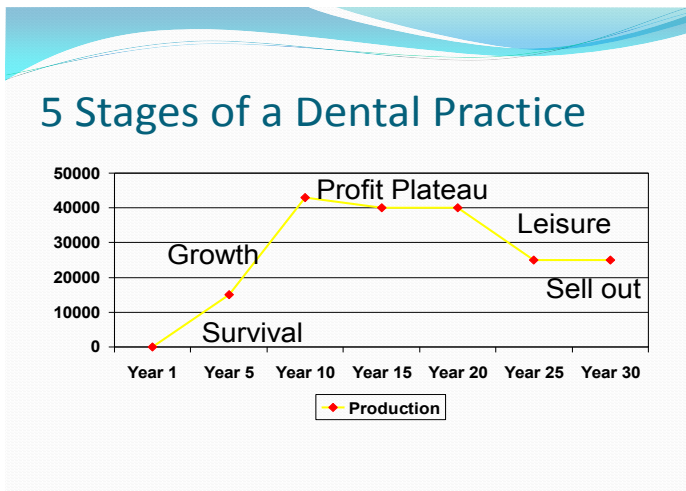 5 Stages of a Dental Practice
50000
40000
30000
20000
10000
0
Profit Plateau
Leisure
Growth
Sell out
Survival
Year 1 Year 5 Year 10 Year 15 Year 20 Year 25 Year 30
Production